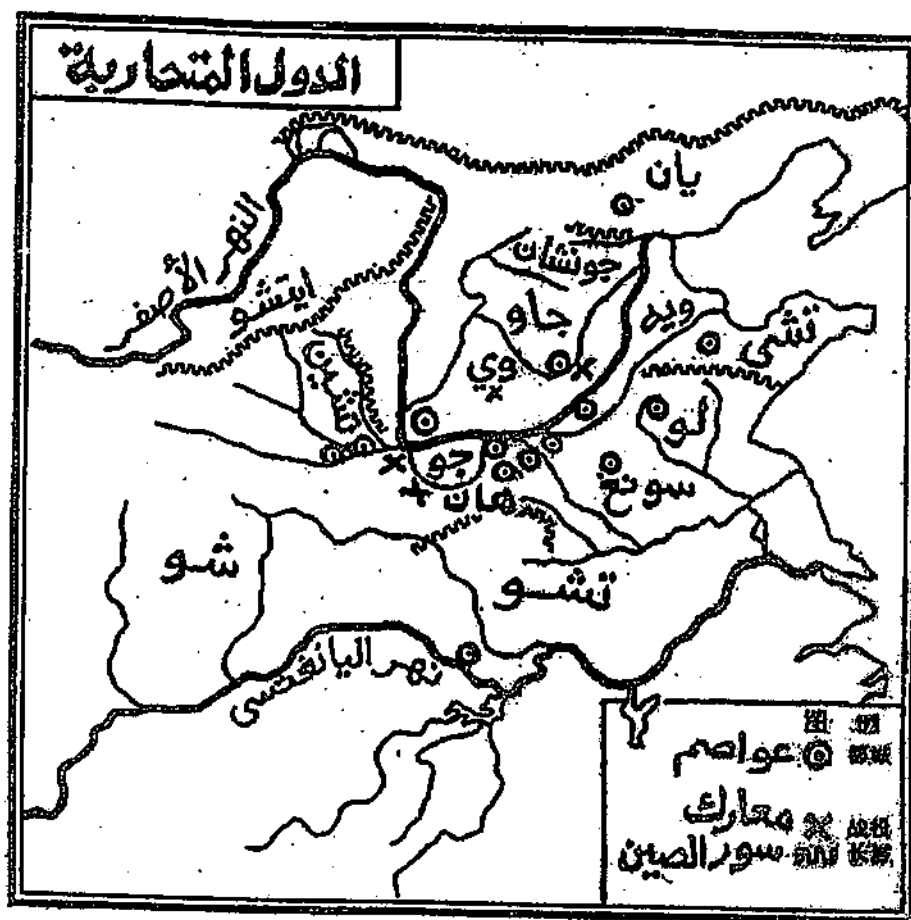 الدول المتحاربة
يان
النهر الأصفر
جونشان
ايتشو
جاو
ويه
تشي
تشين
وي
لو
جو
سونغ
هان
شو
تشو
نهر اليانغتسى
عواصم
معارك
سور الصين